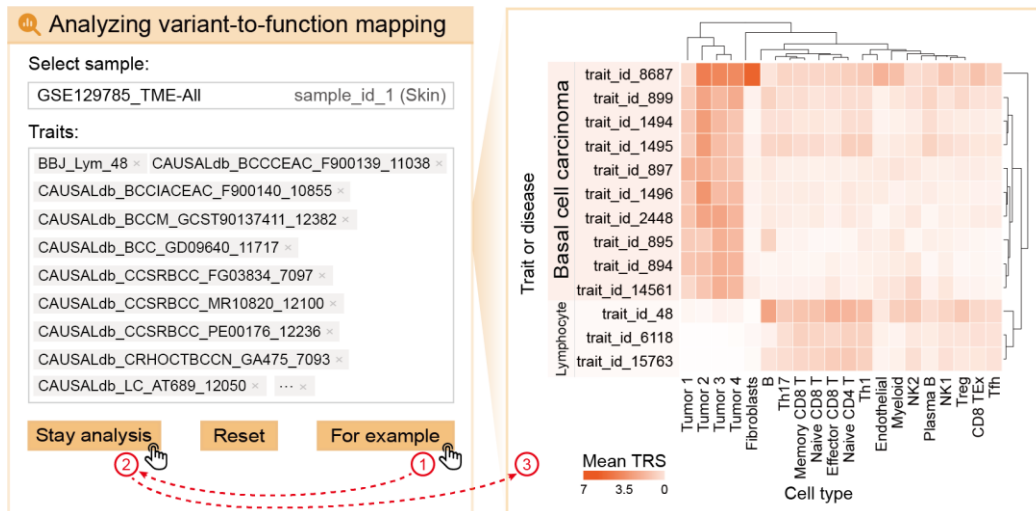 Analyzing variant-to-function mapping
Select sample:
GSE129785_TME-All sample_id_1 (Skin)
Traits:
BBJ_Lym_48 × CAUSALdb_BCCCEAC_F900139_11038 ×
CAUSALdb_BCCIACEAC_F900140_10855 ×
CAUSALdb_BCCM_GCST90137411_12382 ×
CAUSALdb_BCC_GD09640_11717 ×
CAUSALdb_CCSRBCC_FG03834_7097 ×
CAUSALdb_CCSRBCC_MR10820_12100 ×
CAUSALdb_CCSRBCC_PE00176_12236 ×
CAUSALdb_CRHOCTBCCN_GA475_7093 ×
CAUSALdb_LC_AT689_12050 × ··· ×
Stay analysis Reset For example
2 1 3
Trait or disease
Basal cell carcinoma
Lymphocyte
trait_id_8687
trait_id_899
trait_id_1494
trait_id_1495
trait_id_897
trait_id_1496
trait_id_2448
trait_id_895
trait_id_894
trait_id_14561
trait_id_48
trait_id_6118
trait_id_15763
Tumor 1
Tumor 2
Tumor 3
Tumor 4
Fibroblasts
B
Th17
Memory CD8 T
Naive CD8 T
Effector CD8 T
Naive CD4 T
Th1
Endothelial
Myeloid
NK2
Plasma B
NK1
Treg
CD8 TEx
Tfh
Mean TRS
7 3.5 0
Cell type